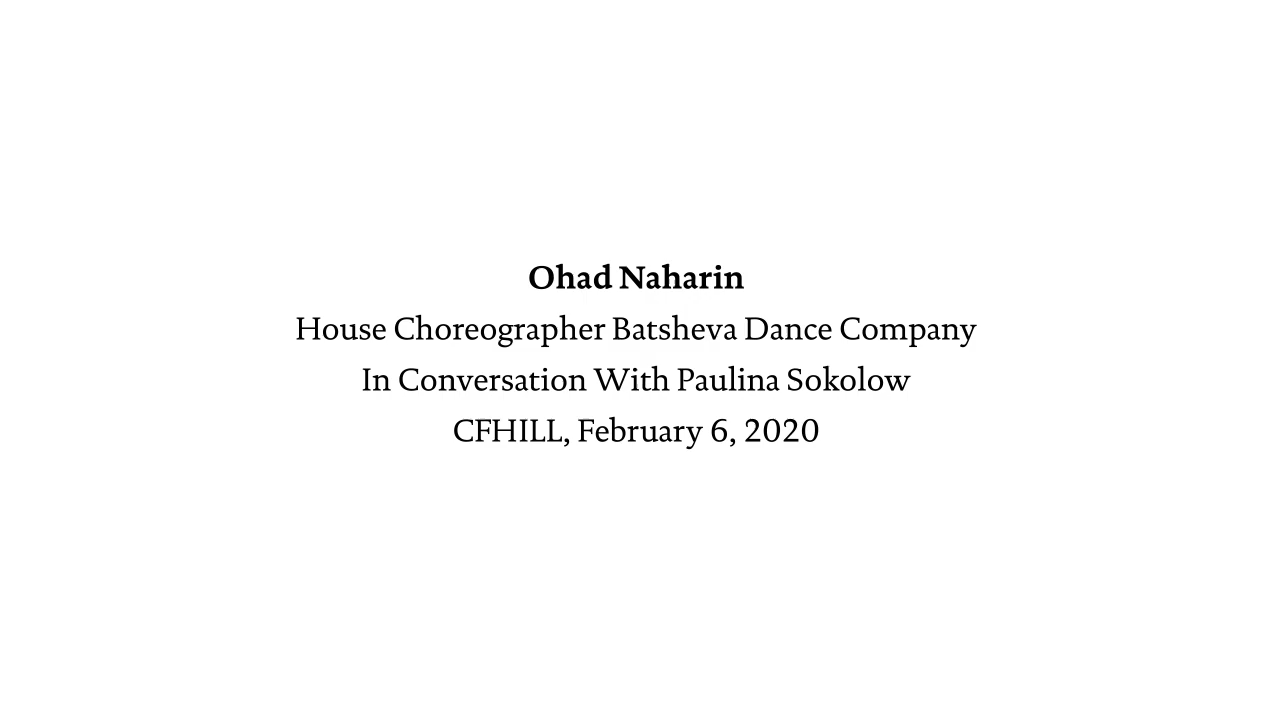 Ohad Naharin
House Choreographer Batsheva Dance Company
In Conversation With Paulina Sokolow
CFHILL, February 6, 2020